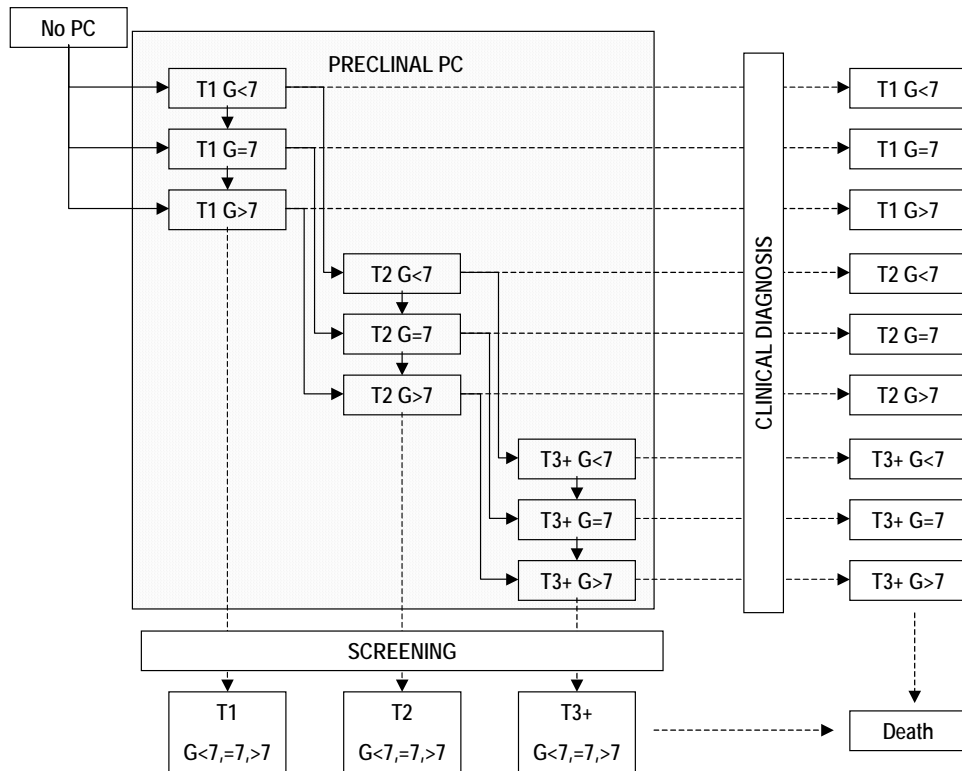 No PC
PRECLINAL PC
T1 G<7
T1 G=7
T1 G>7
T2 G<7
T2 G=7
T2 G>7
T3+ G<7
T3+ G=7
T3+ G>7
CLINICAL DIAGNOSIS
T1 G<7
T1 G=7
T1 G>7
T2 G<7
T2 G=7
T2 G>7
T3+ G<7
T3+ G=7
T3+ G>7
SCREENING
T1
G<7,=7,>7
T2
G<7,=7,>7
T3+
G<7,=7,>7
Death